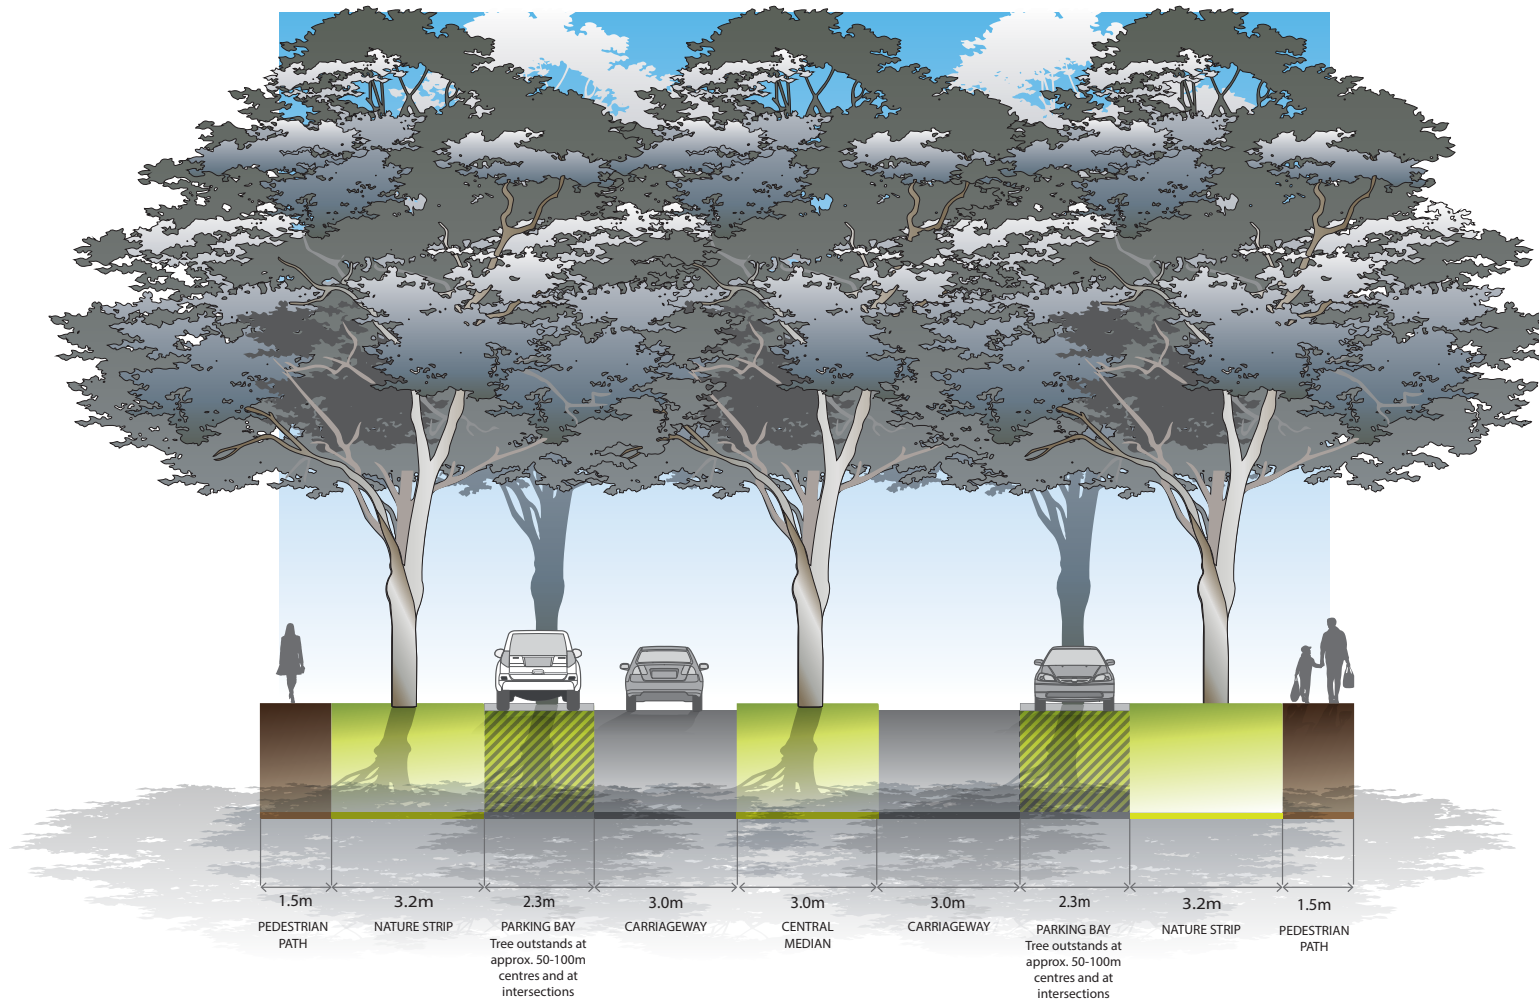 1.5m
3.2m
2.3m
3.0m
3.0m
3.0m
2.3m
3.2m
1.5m
PEDESTRIAN
PATH
NATURE STRIP
PARKING BAY
Tree outstands at
approx. 50-100m
centres and at
intersections
CARRIAGEWAY
CENTRAL
MEDIAN
CARRIAGEWAY
PARKING BAY
Tree outstands at
approx. 50-100m
centres and at
intersections
NATURE STRIP
PEDESTRIAN
PATH